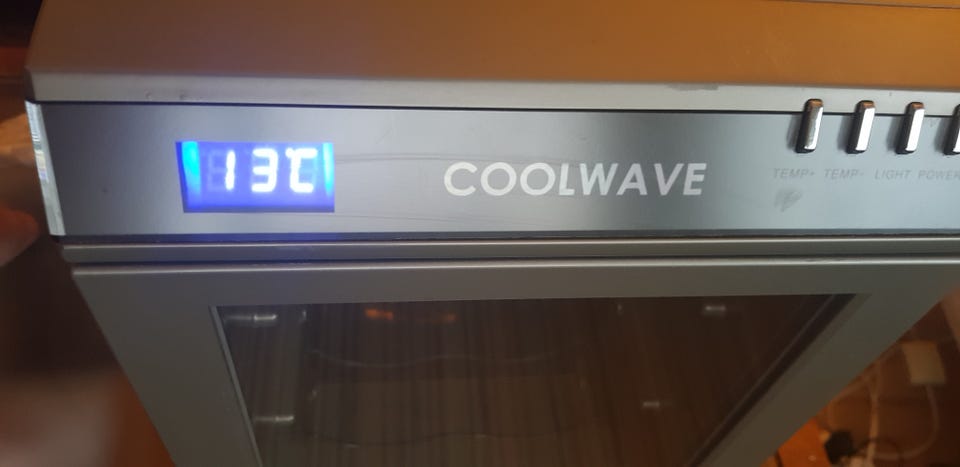 13°C
COOLWAVE
TEMP+ TEMP- LIGHT POWER